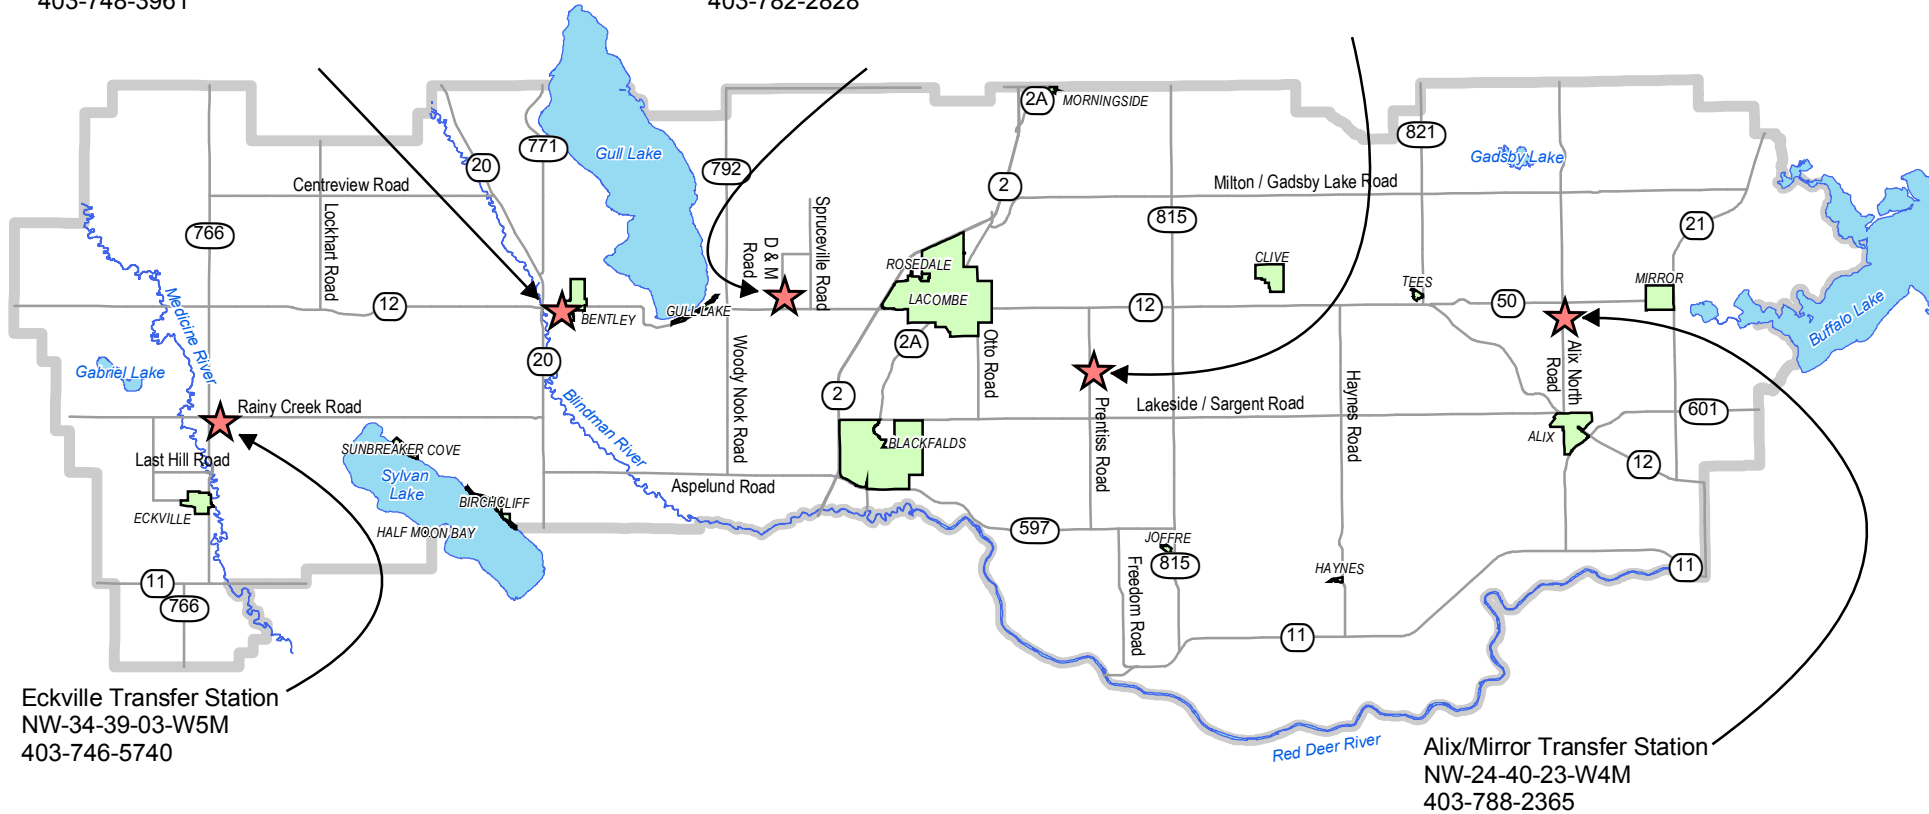 403-748-3961
403-782-2828
2A
MORNINGSIDE
821
771
20
Gull Lake
792
Gadsby Lake
Centreview Road
2
Milton / Gadsby Lake Road
815
21
766
Lockhart Road
D & M
Road
Spruceville Road
ROSEDALE
CLIVE
TEES
MIRROR
LACOMBE
12
BENTLEY
GULL LAKE
12
50
Buffalo Lake
Medicine River
Gabriel Lake
20
Woody Nook Road
2A
Otto Road
Alix North
Road
Blindman River
2
Prentiss Road
Haynes Road
Rainy Creek Road
Lakeside / Sargent Road
601
SUNBREAKER COVE
BLACKFALDS
ALIX
Last Hill Road
Sylvan
Lake
Aspelund Road
12
BIRCHCLIFF
ECKVILLE
HALF MOON BAY
597
JOFFRE
815
Freedom Road
HAYNES
11
11
766
11
Red Deer River
Eckville Transfer Station
NW-34-39-03-W5M
403-746-5740
Alix/Mirror Transfer Station
NW-24-40-23-W4M
403-788-2365